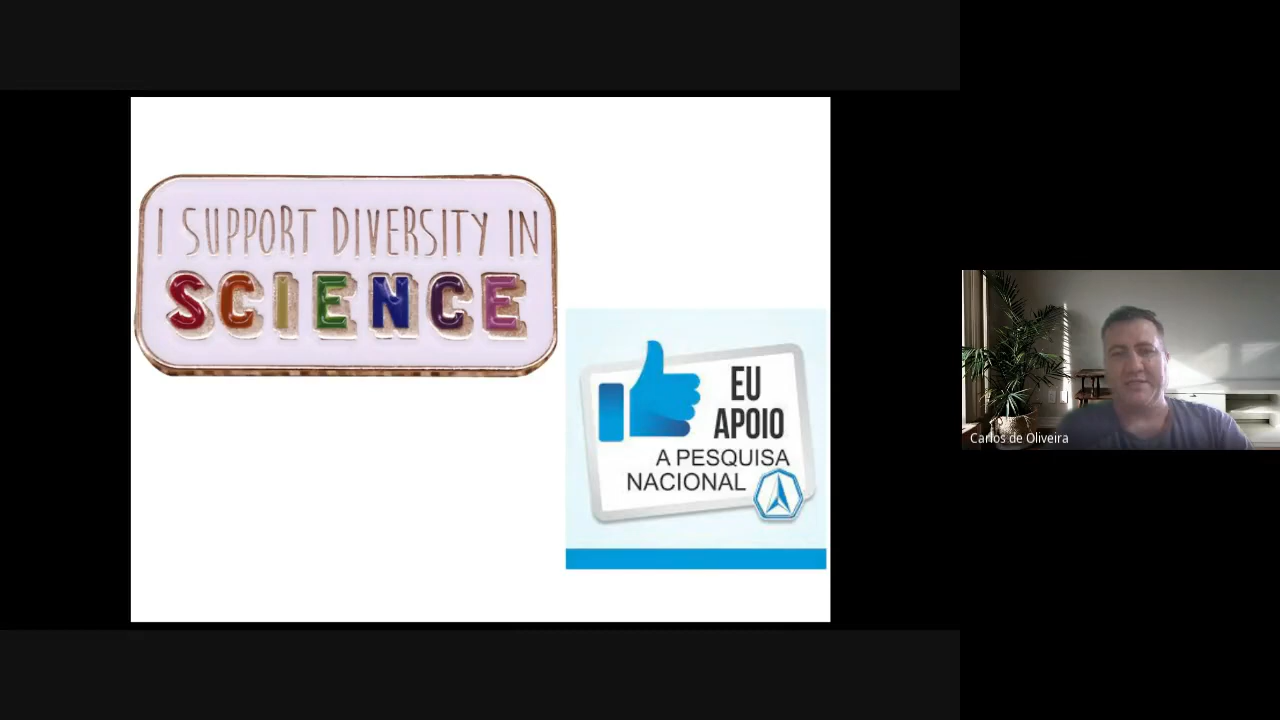 I SUPPORT DIVERSITY IN
SCIENCE
EU
APOIO
A PESQUISA
NACIONAL
Carlos de Oliveira